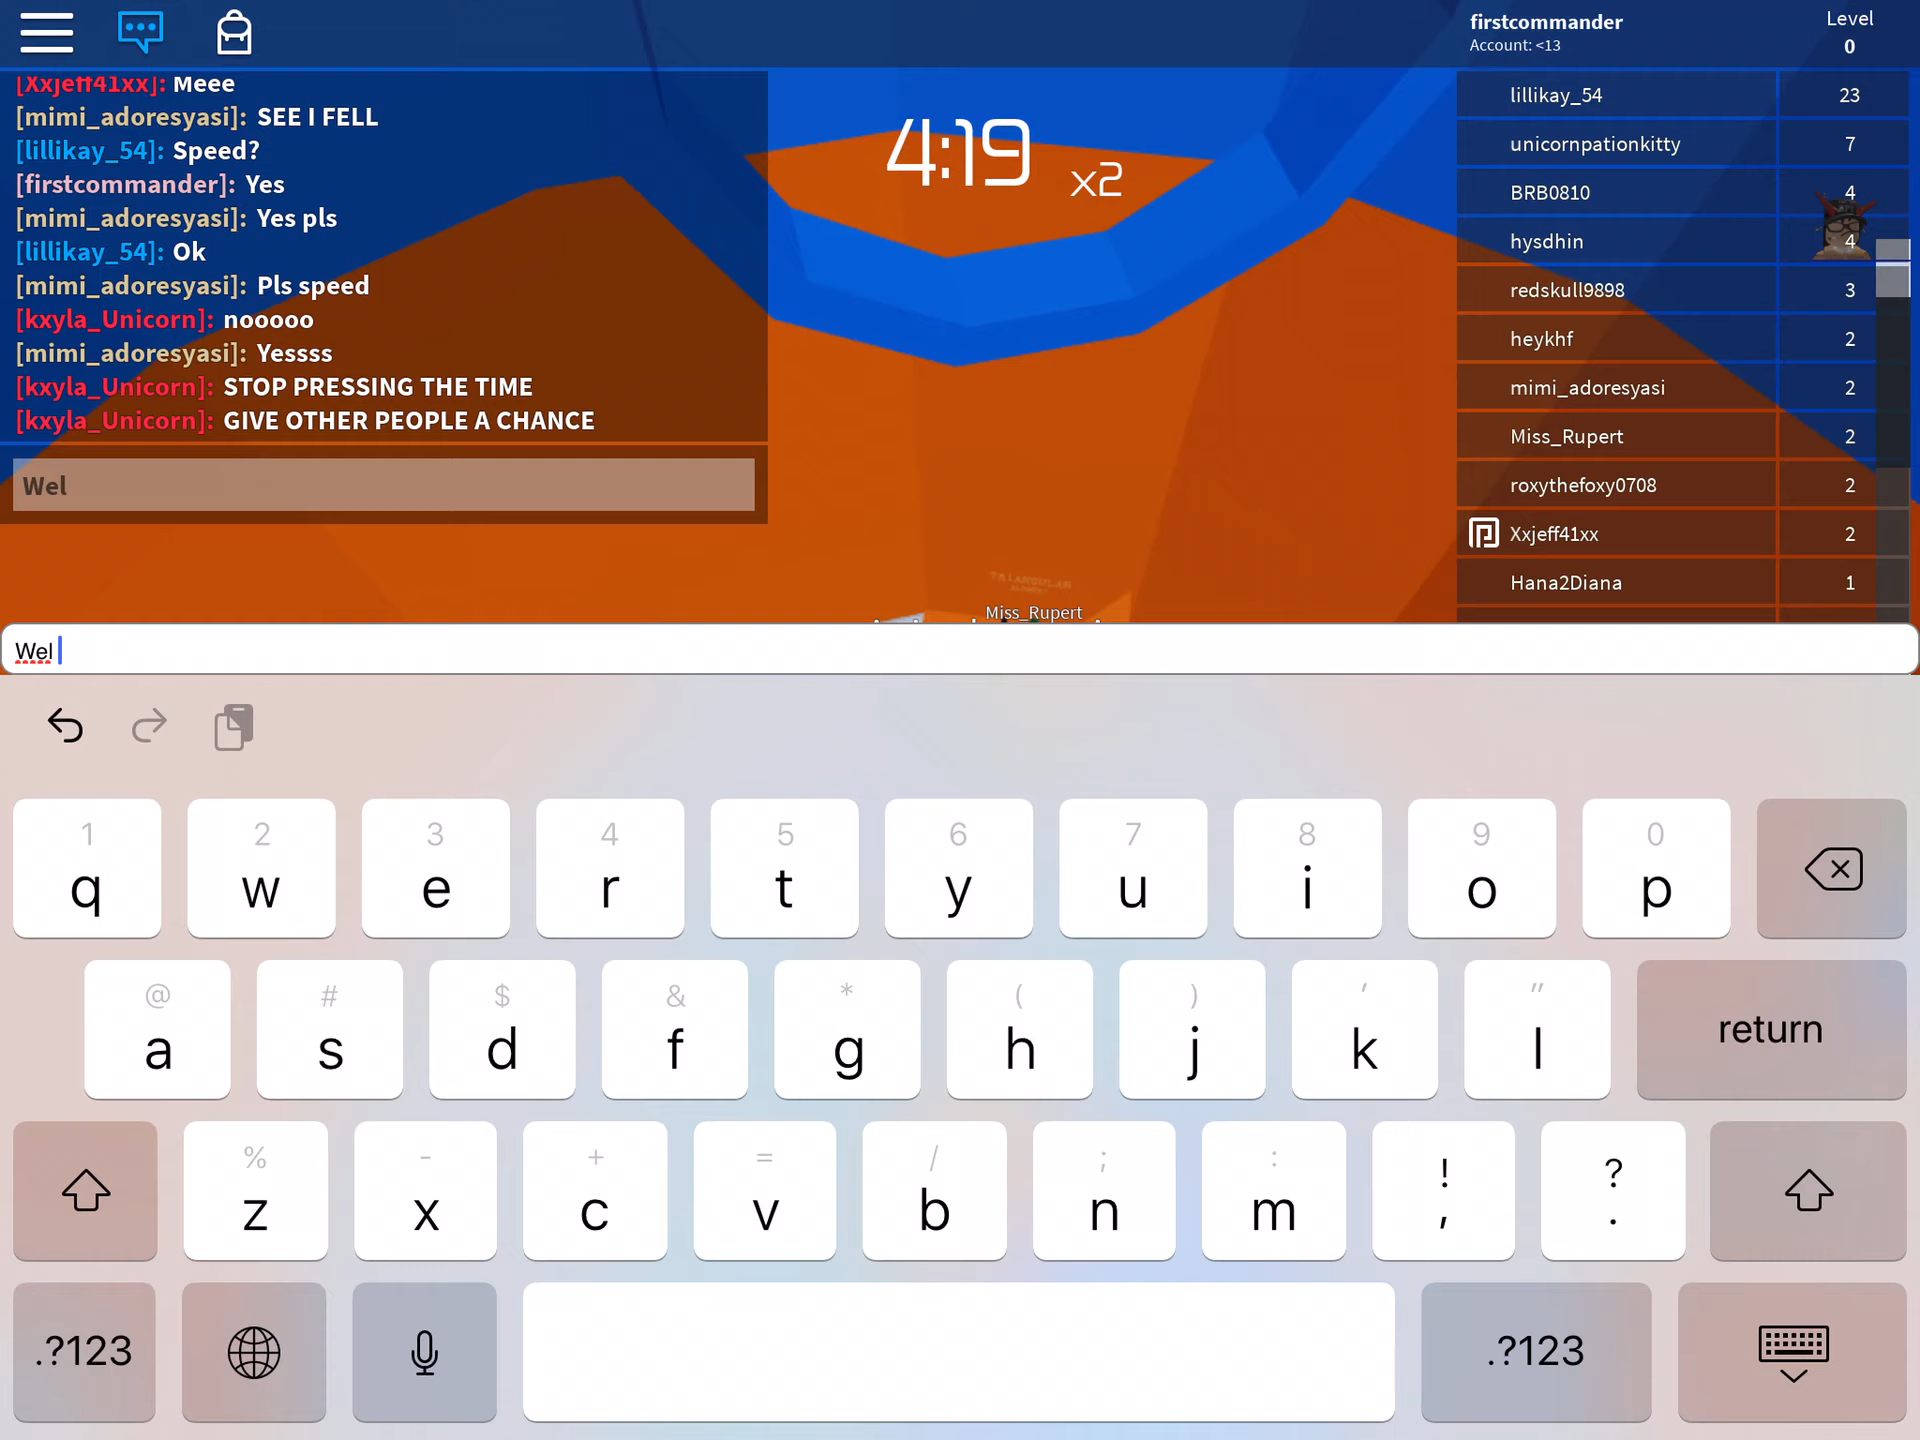 firstcommander
Account: <13
Level
0
[Xxjeff41xx]: Meee
[mimi_adoresyasi]: SEE I FELL
[lillikay_54]: Speed?
[firstcommander]: Yes
[mimi_adoresyasi]: Yes pls
[lillikay_54]: Ok
[mimi_adoresyasi]: Pls speed
[kxyla_Unicorn]: nooooo
[mimi_adoresyasi]: Yessss
[kxyla_Unicorn]: STOP PRESSING THE TIME
[kxyla_Unicorn]: GIVE OTHER PEOPLE A CHANCE
Wel
4:19 x2
lillikay_54 23
unicornpationkitty 7
BRB0810 4
hysdhin 4
redskull9898 3
heykhf 2
mimi_adoresyasi 2
Miss_Rupert 2
roxythefoxy0708 2
Xxjeff41xx 2
Hana2Diana 1
TRIANGULAR
Miss_Rupert
Wel
1 2 3 4 5 6 7 8 9 0
q w e r t y u i o p
@ # $ & * ( ) ' "
a s d f g h j k l return
% - + = / ; : ! ?
z x c v b n m , .
.?123 .?123